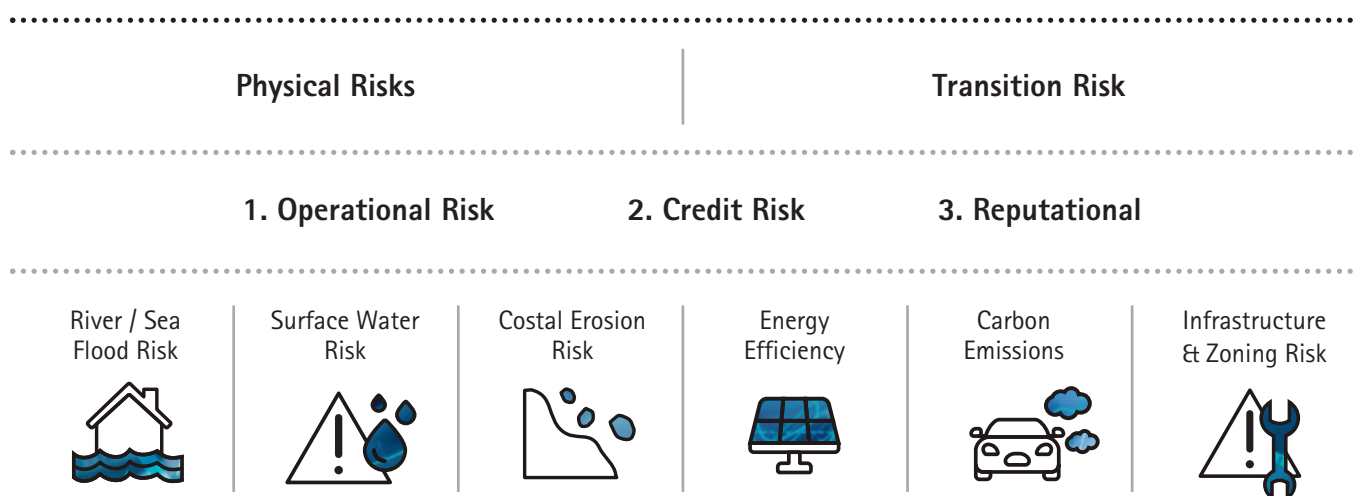 Physical Risks
Transition Risk
1. Operational Risk
2. Credit Risk
3. Reputational
River / Sea
Flood Risk
Surface Water
Risk
Costal Erosion
Risk
Energy
Efficiency
Carbon
Emissions
Infrastructure
& Zoning Risk